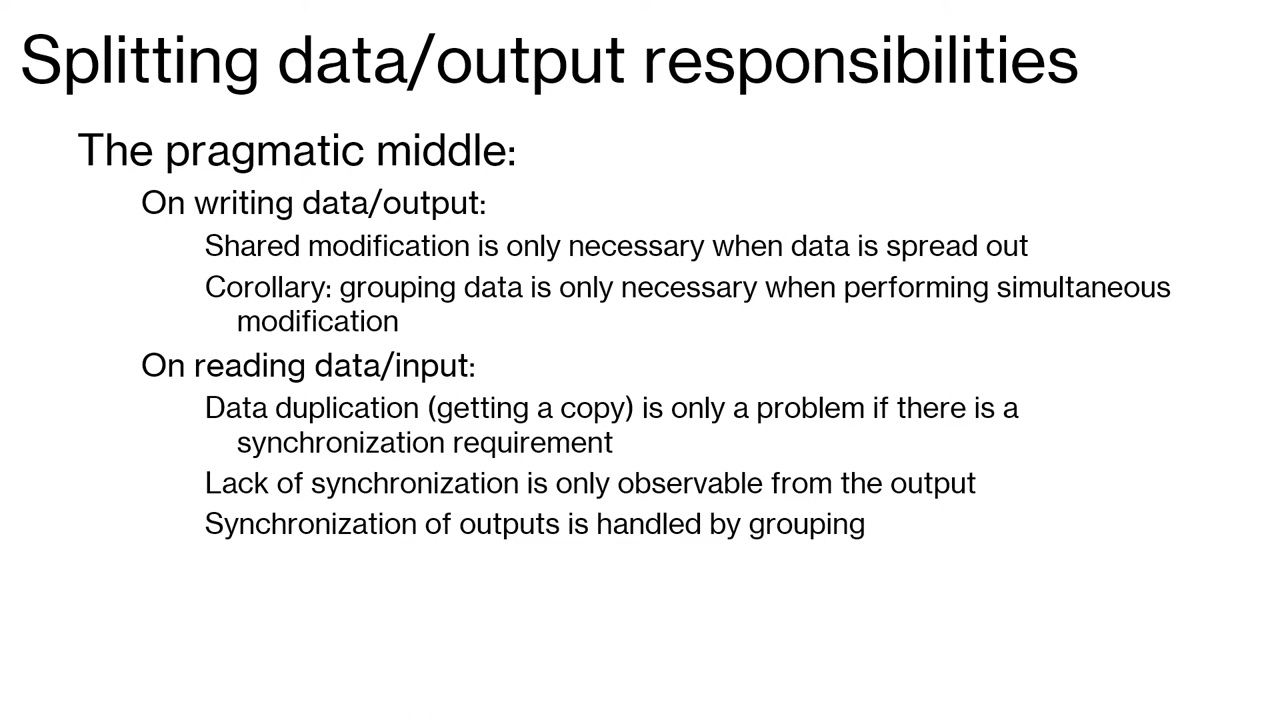 Splitting data/output responsibilities
The pragmatic middle:
On writing data/output:
Shared modification is only necessary when data is spread out
Corollary: grouping data is only necessary when performing simultaneous
modification
On reading data/input:
Data duplication (getting a copy) is only a problem if there is a
synchronization requirement
Lack of synchronization is only observable from the output
Synchronization of outputs is handled by grouping